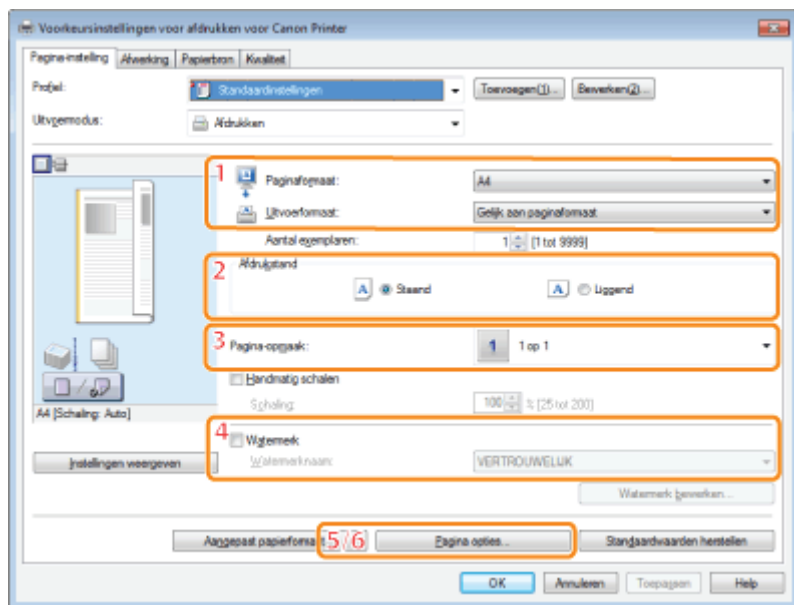 Voorkeursinstellingen voor afdrukken voor Canon Printer
Pagina-instelling Afwerking Papierbron Kwaliteit
Profiel: Standaardinstellingen Toevoegen(1)... Bewerken(2)...
Uitvoermodus: Afdrukken
1 Paginaformaat: A4
Uitvoerformaat: Gelijk aan paginaformaat
Aantal exemplaren: 1 [1 tot 9999]
2 Afdrukstand
A Staand A Liggend
3 Pagina-opmaak: 1 1 op 1
Handmatig schalen
Schaling: 100 % [25 tot 200]
A4 [Schaling: Auto]
4 Watermerk
Instellingen weergeven Watermerknaam: VERTROUWELIJK
Watermerk bewerken...
Aangepast papierformaat 5/6 Pagina opties... Standaardwaarden herstellen
OK Annuleren Toepassen Help